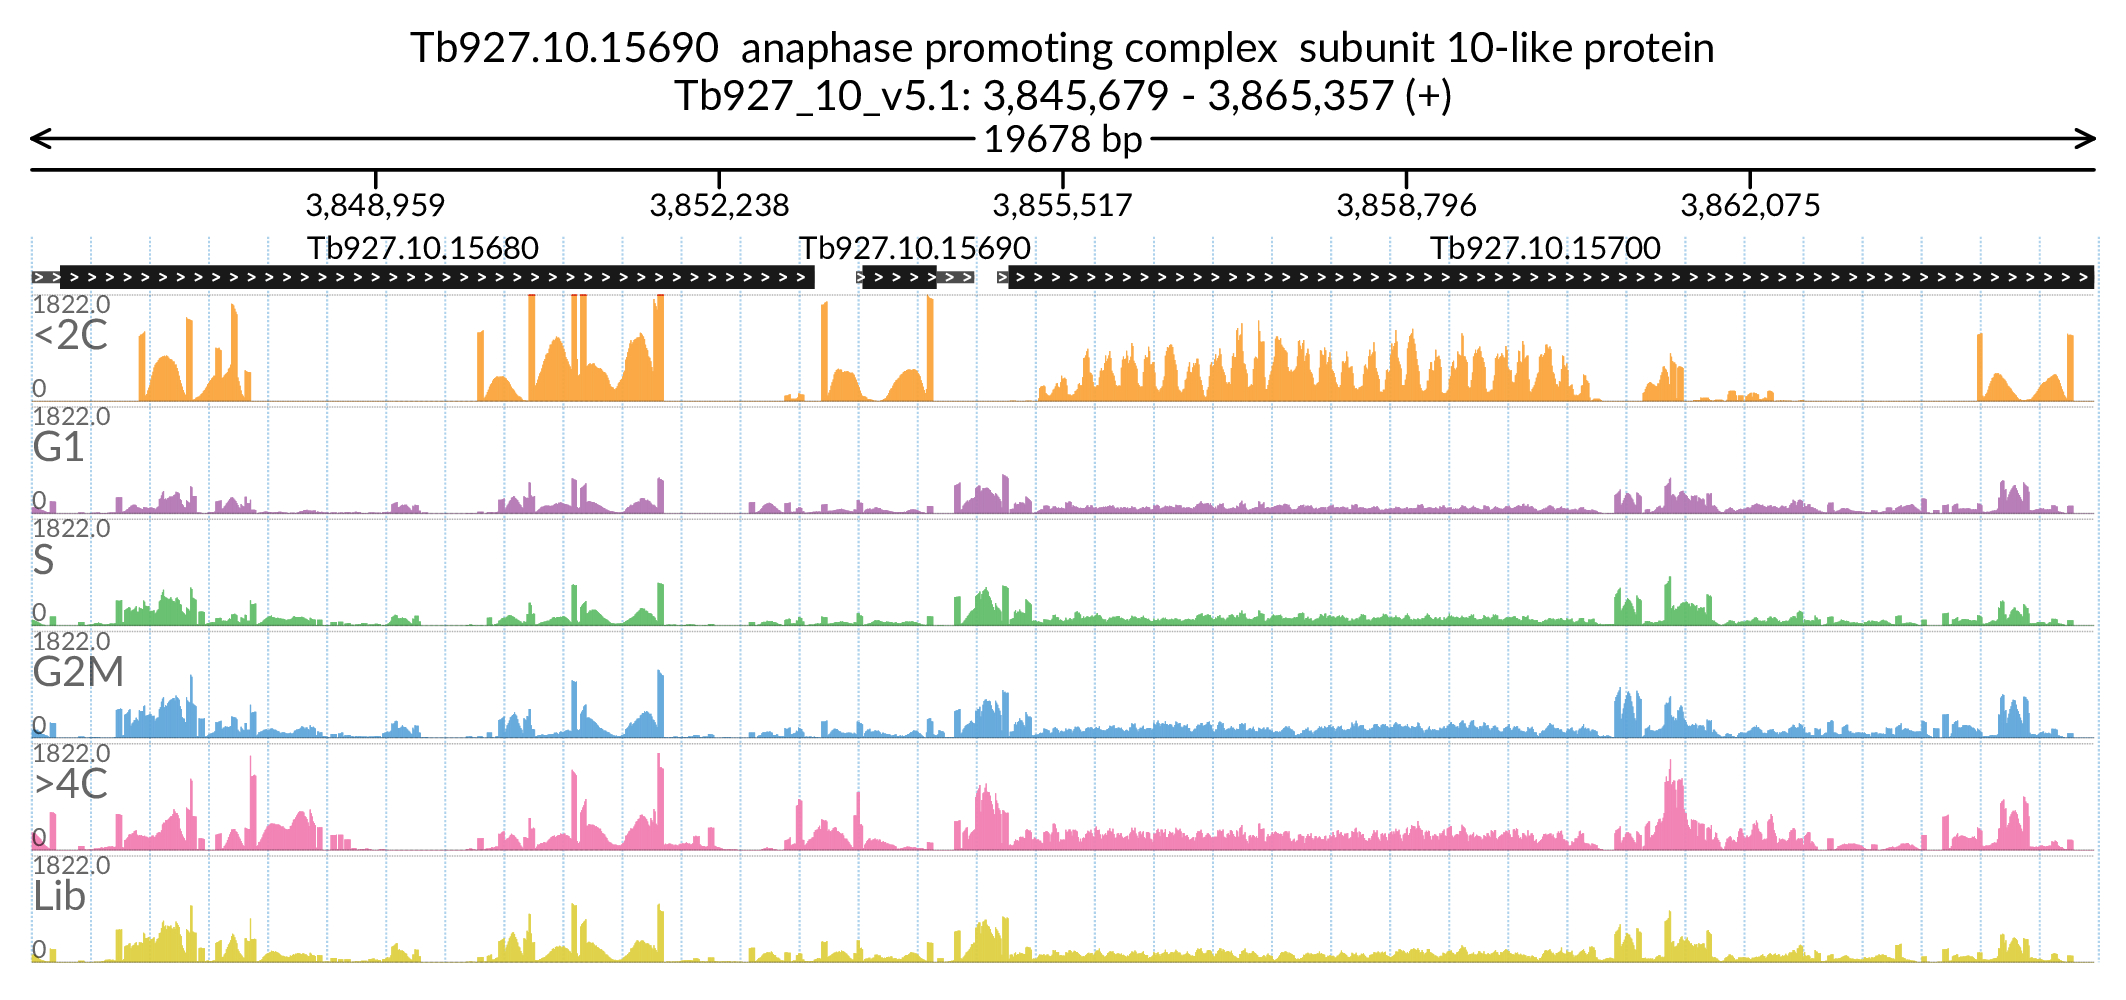 Tb927.10.15690  anaphase promoting complex  subunit 10-like protein
Tb927_10_v5.1: 3,845,679 - 3,865,357 (+)
19678 bp
3,848,959 3,852,238 3,855,517 3,858,796 3,862,075
Tb927.10.15680 Tb927.10.15690 Tb927.10.15700
1822.0
<2C
0
1822.0
G1
0
1822.0
S
0
1822.0
G2M
0
1822.0
>4C
0
1822.0
Lib
0